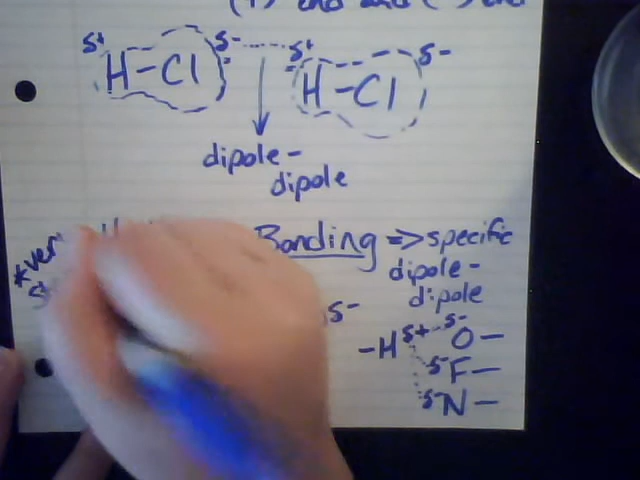 δ+ δ- δ+ δ-
H-Cl H-Cl
dipole-
dipole
Bonding => specific
dipole-
dipole
δ-
-H δ+ δ- O-
δ- F-
δ- N-